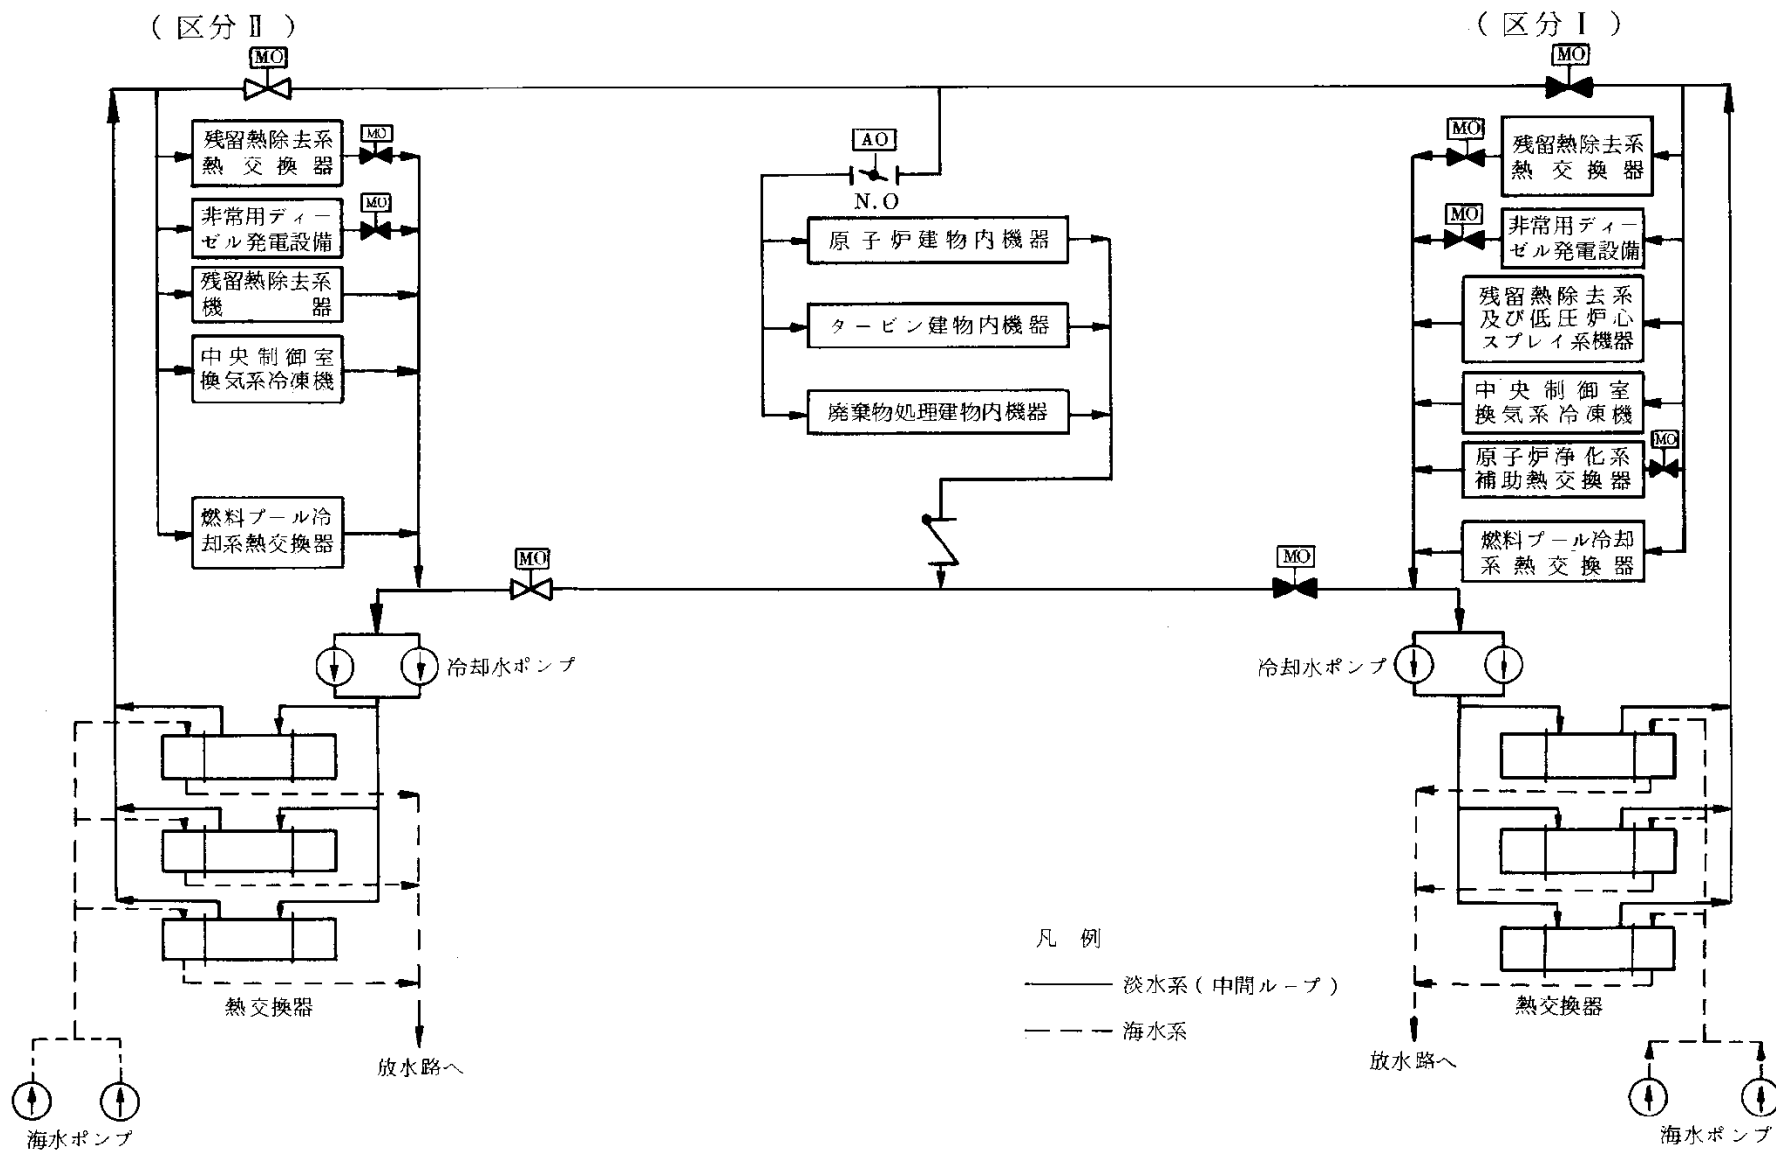 (区分Ⅱ)
(区分Ⅰ)
MO
MO
残留熱除去系
熱交換器
MO
非常用ディー
ゼル発電設備
MO
残留熱除去系
機器
中央制御室
換気系冷凍機
燃料プール冷
却系熱交換器
AO
N.O
原子炉建物内機器
タービン建物内機器
廃棄物処理建物内機器
MO
残留熱除去系
熱交換器
MO
非常用ディー
ゼル発電設備
残留熱除去系
及び低圧炉心
スプレイ系機器
中央制御室
換気系冷凍機
原子炉浄化系
補助熱交換器
MO
燃料プール冷却
系熱交換器
MO
MO
冷却水ポンプ
冷却水ポンプ
熱交換器
熱交換器
放水路へ
放水路へ
海水ポンプ
海水ポンプ
凡例
淡水系(中間ループ)
海水系